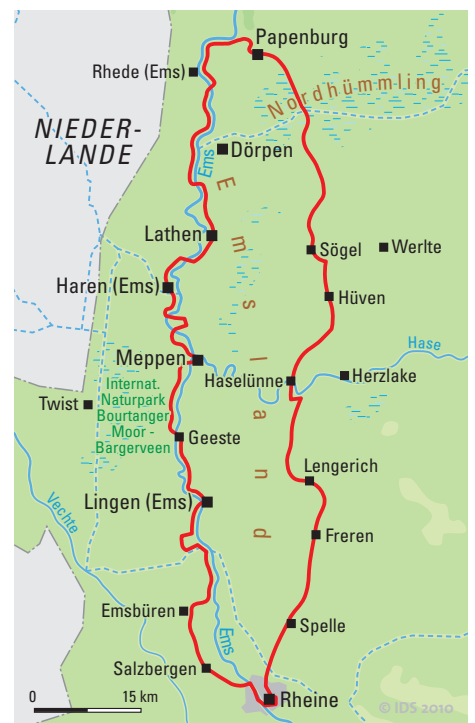 Papenburg
Rhede (Ems)
Nordhümmling
NIEDER-
LANDE
Ems
Dörpen
Emsland
Lathen
Sögel
Werlte
Haren (Ems)
Hüven
Hase
Meppen
Haselünne
Herzlake
Internat.
Naturpark
Bourtanger
Moor -
Bargerveen
Twist
Geeste
Lengerich
Lingen (Ems)
Vechte
Freren
Emsbüren
Ems
Spelle
Salzbergen
Rheine
0 15 km
© IDS 2010